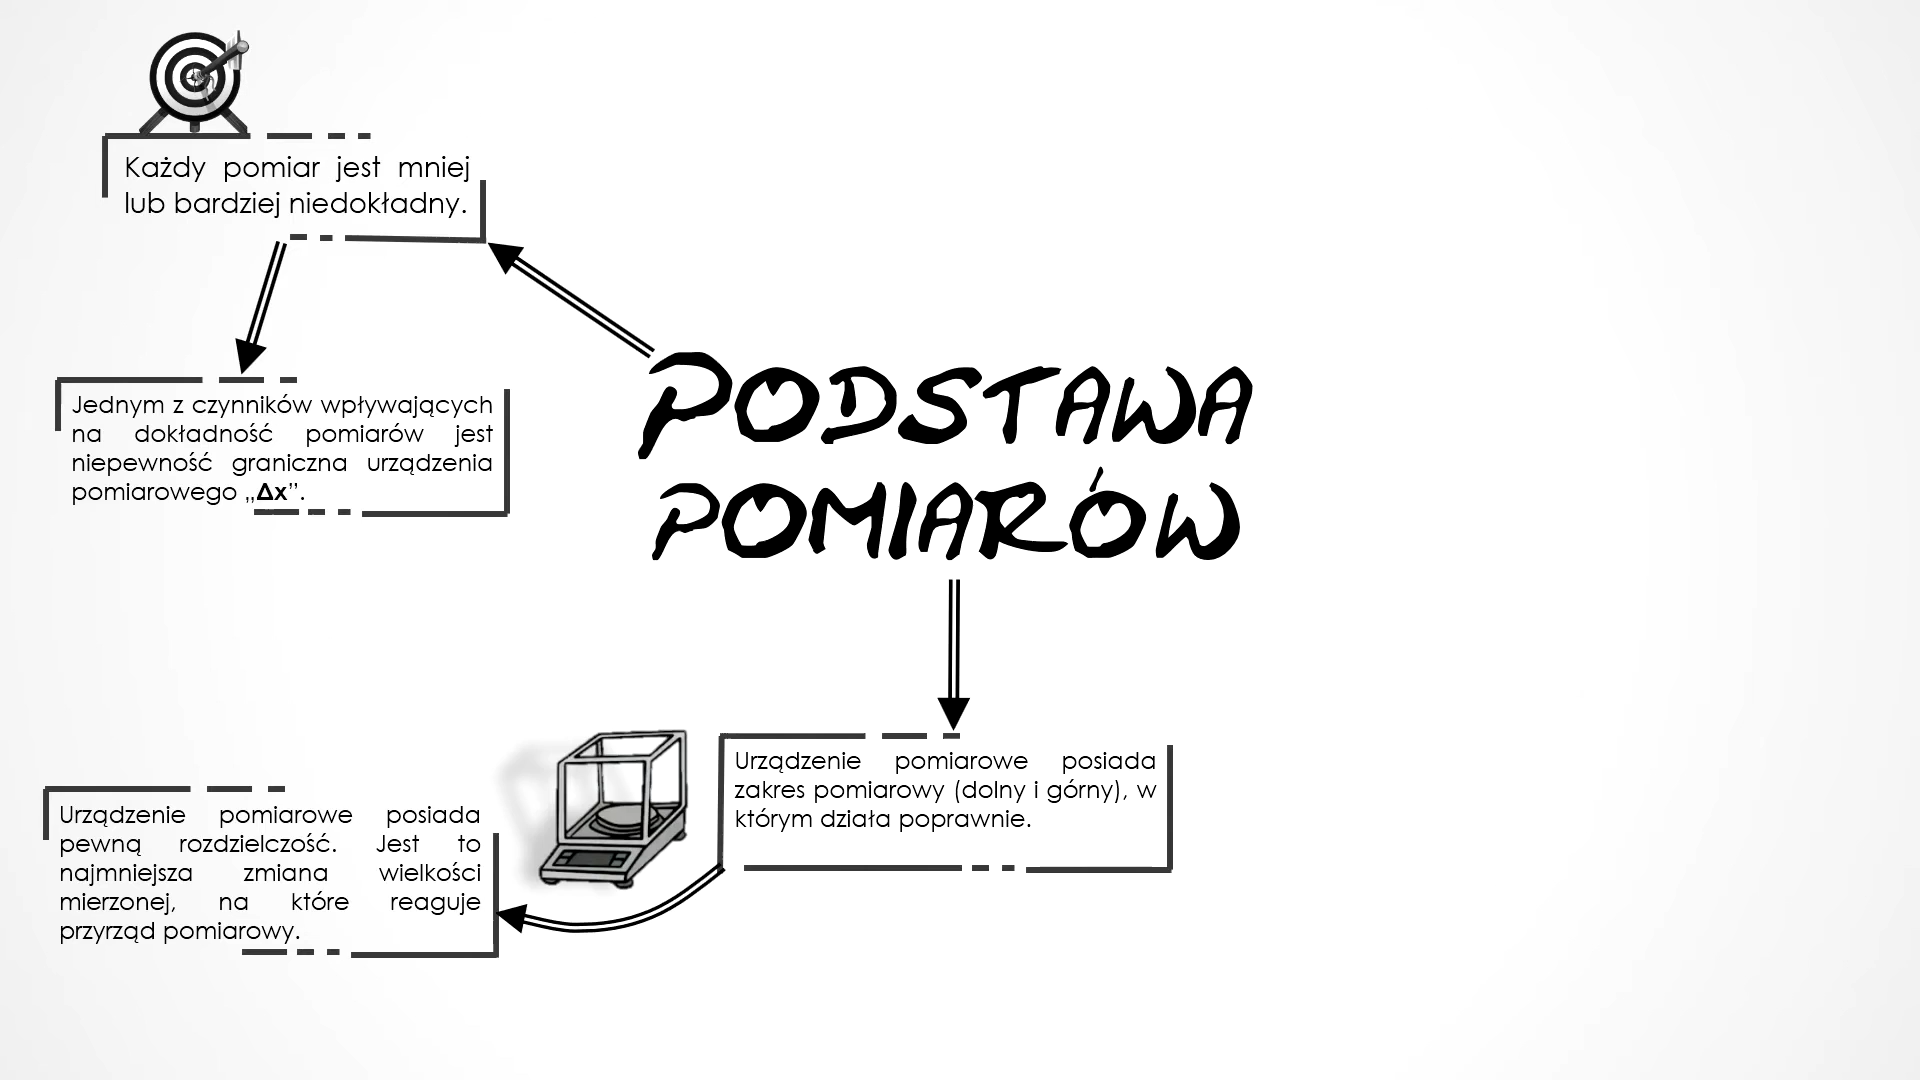 Każdy pomiar jest mniej
lub bardziej niedokładny.
Jednym z czynników wpływających
na dokładność pomiarów jest
niepewność graniczna urządzenia
pomiarowego „Δx”.
PODSTAWA
POMIARÓW
Urządzenie pomiarowe posiada
zakres pomiarowy (dolny i górny), w
którym działa poprawnie.
Urządzenie pomiarowe posiada
pewną rozdzielczość. Jest to
najmniejsza zmiana wielkości
mierzonej, na które reaguje
przyrząd pomiarowy.